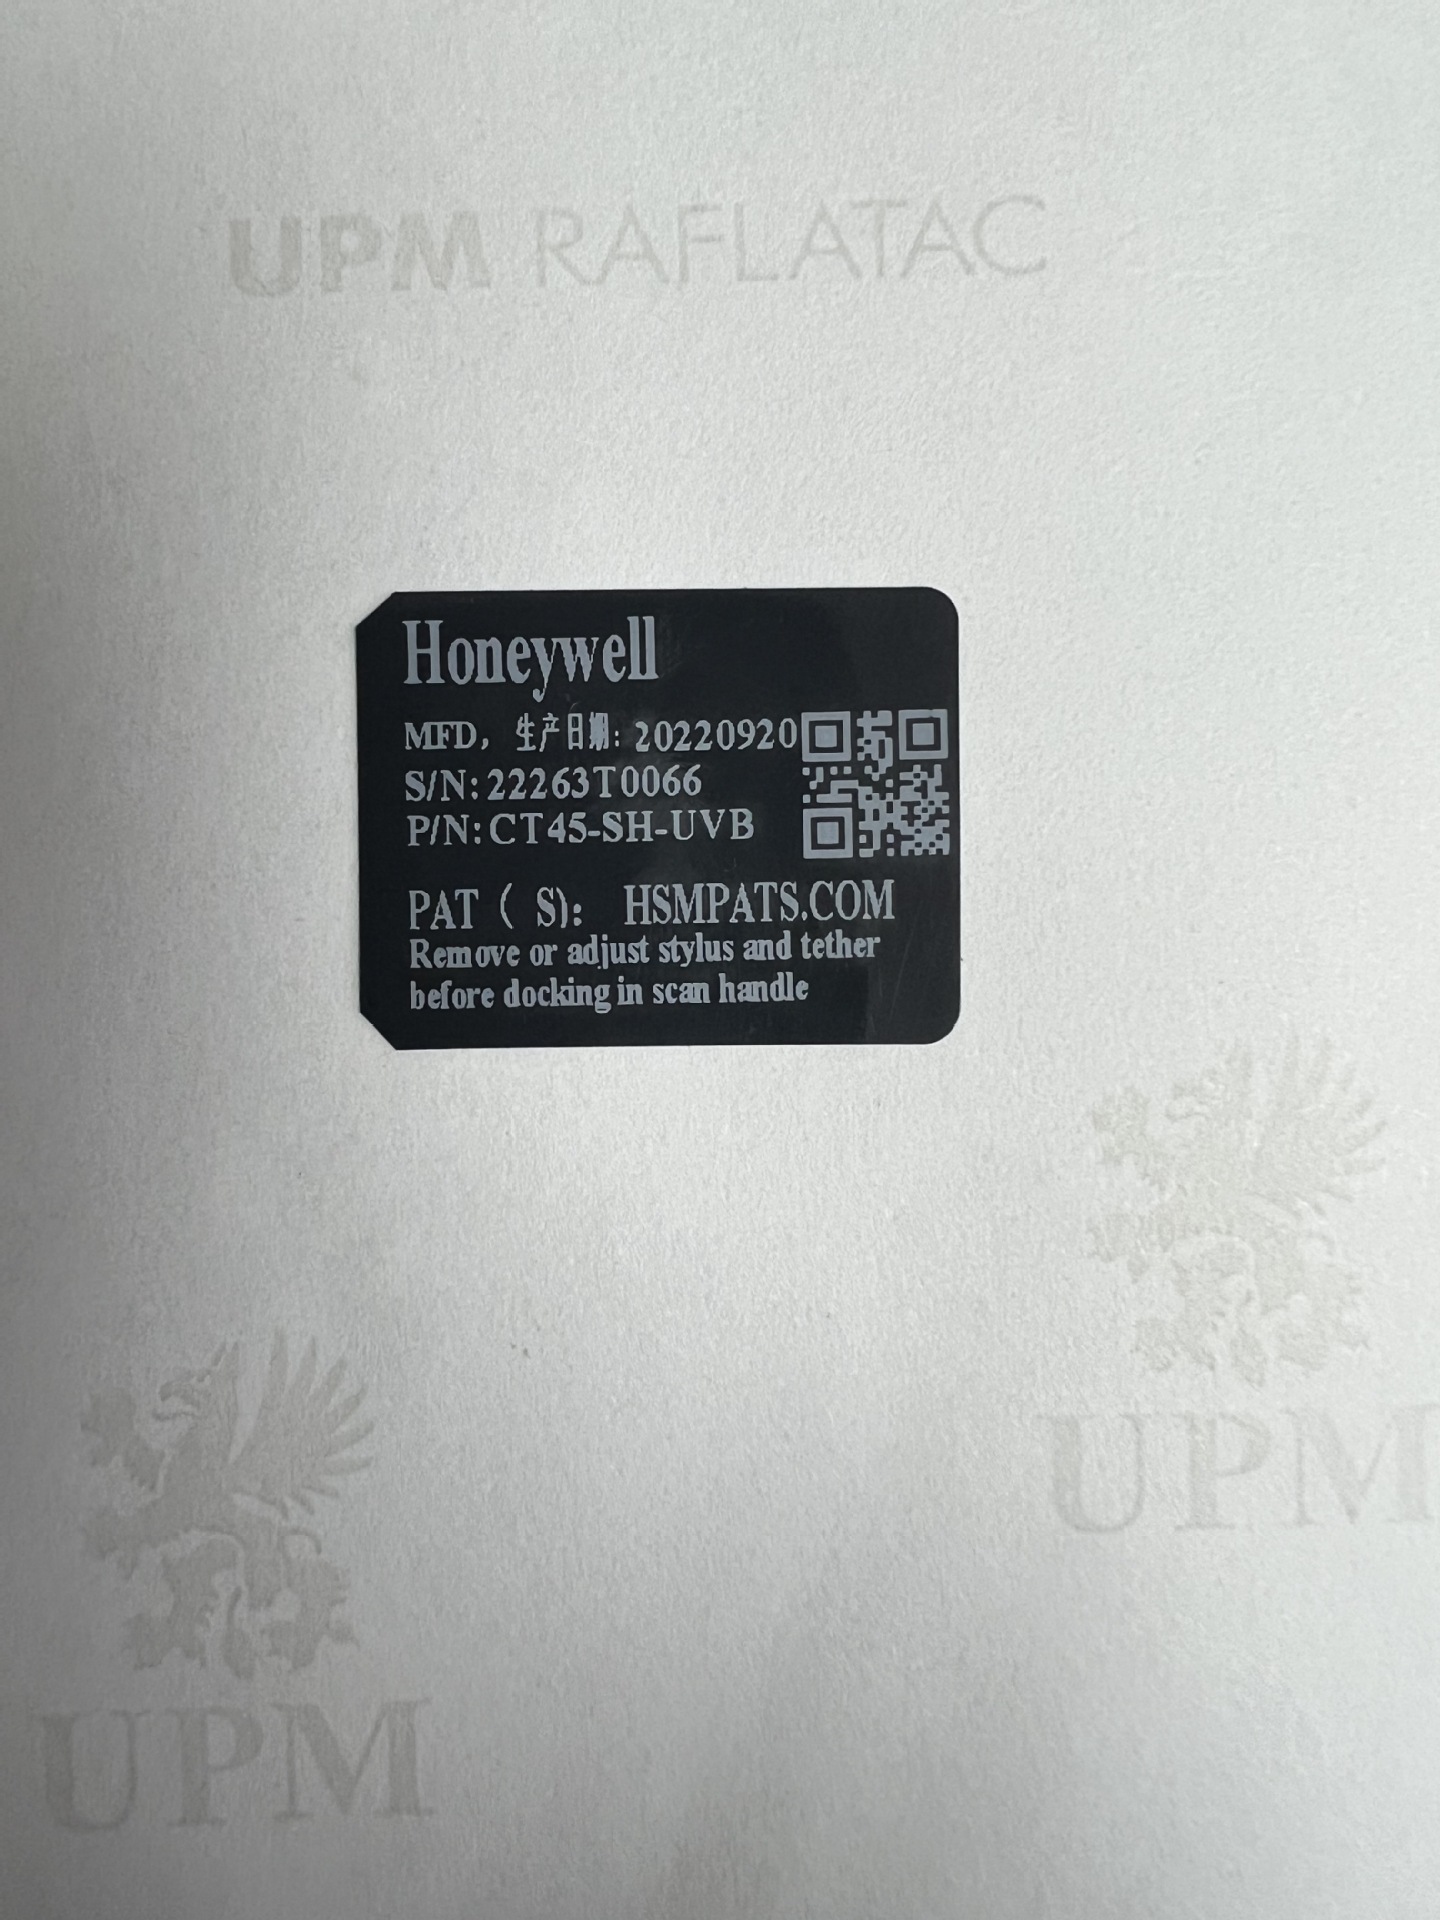 UPM RAFLATAC
Honeywell
MFD, 生产日期: 20220920
S/N: 22263T0066
P/N: CT45-SH-UVB
PAT ( S): HSMPATS.COM
Remove or adjust stylus and tether
before docking in scan handle
UPM
UPM